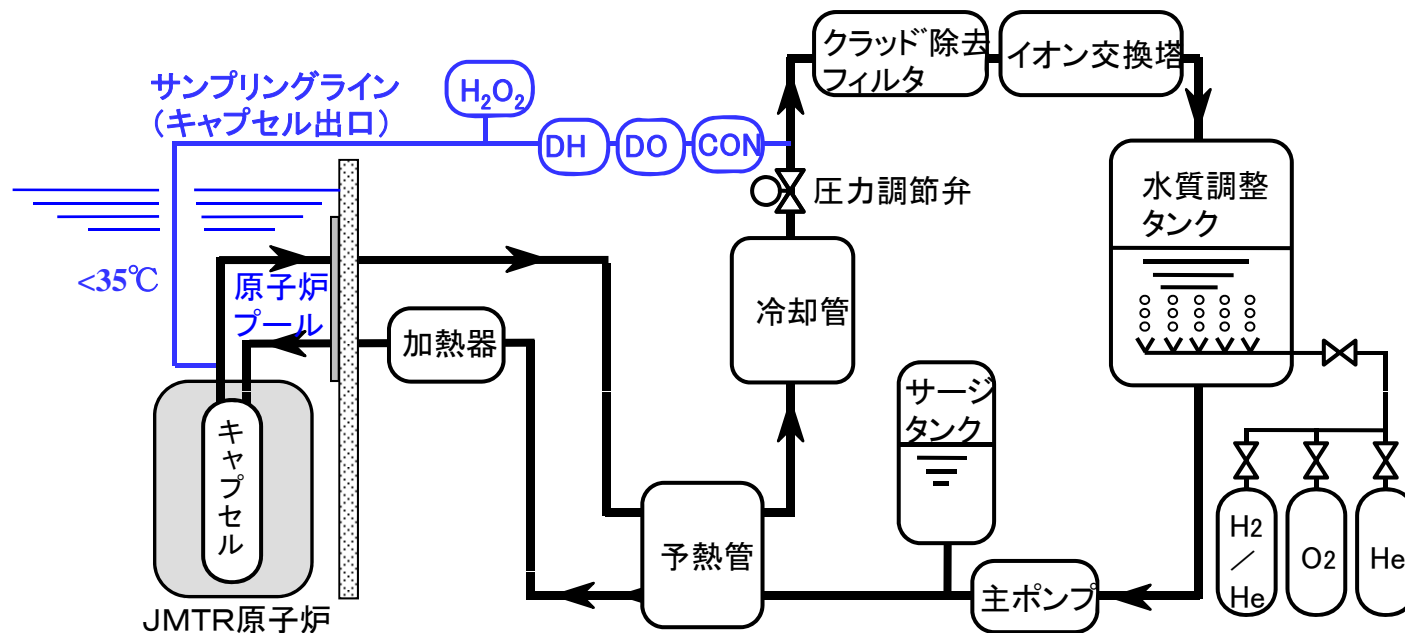 クラッド除去
フィルタ
イオン交換塔
サンプリングライン
(キャプセル出口)
H₂O₂
DH
DO
CON
圧力調節弁
水質調整
タンク
<35℃
原子炉
プール
加熱器
冷却管
サージ
タンク
キャプセル
予熱管
主ポンプ
H2
/
He
O2
He
JMTR原子炉